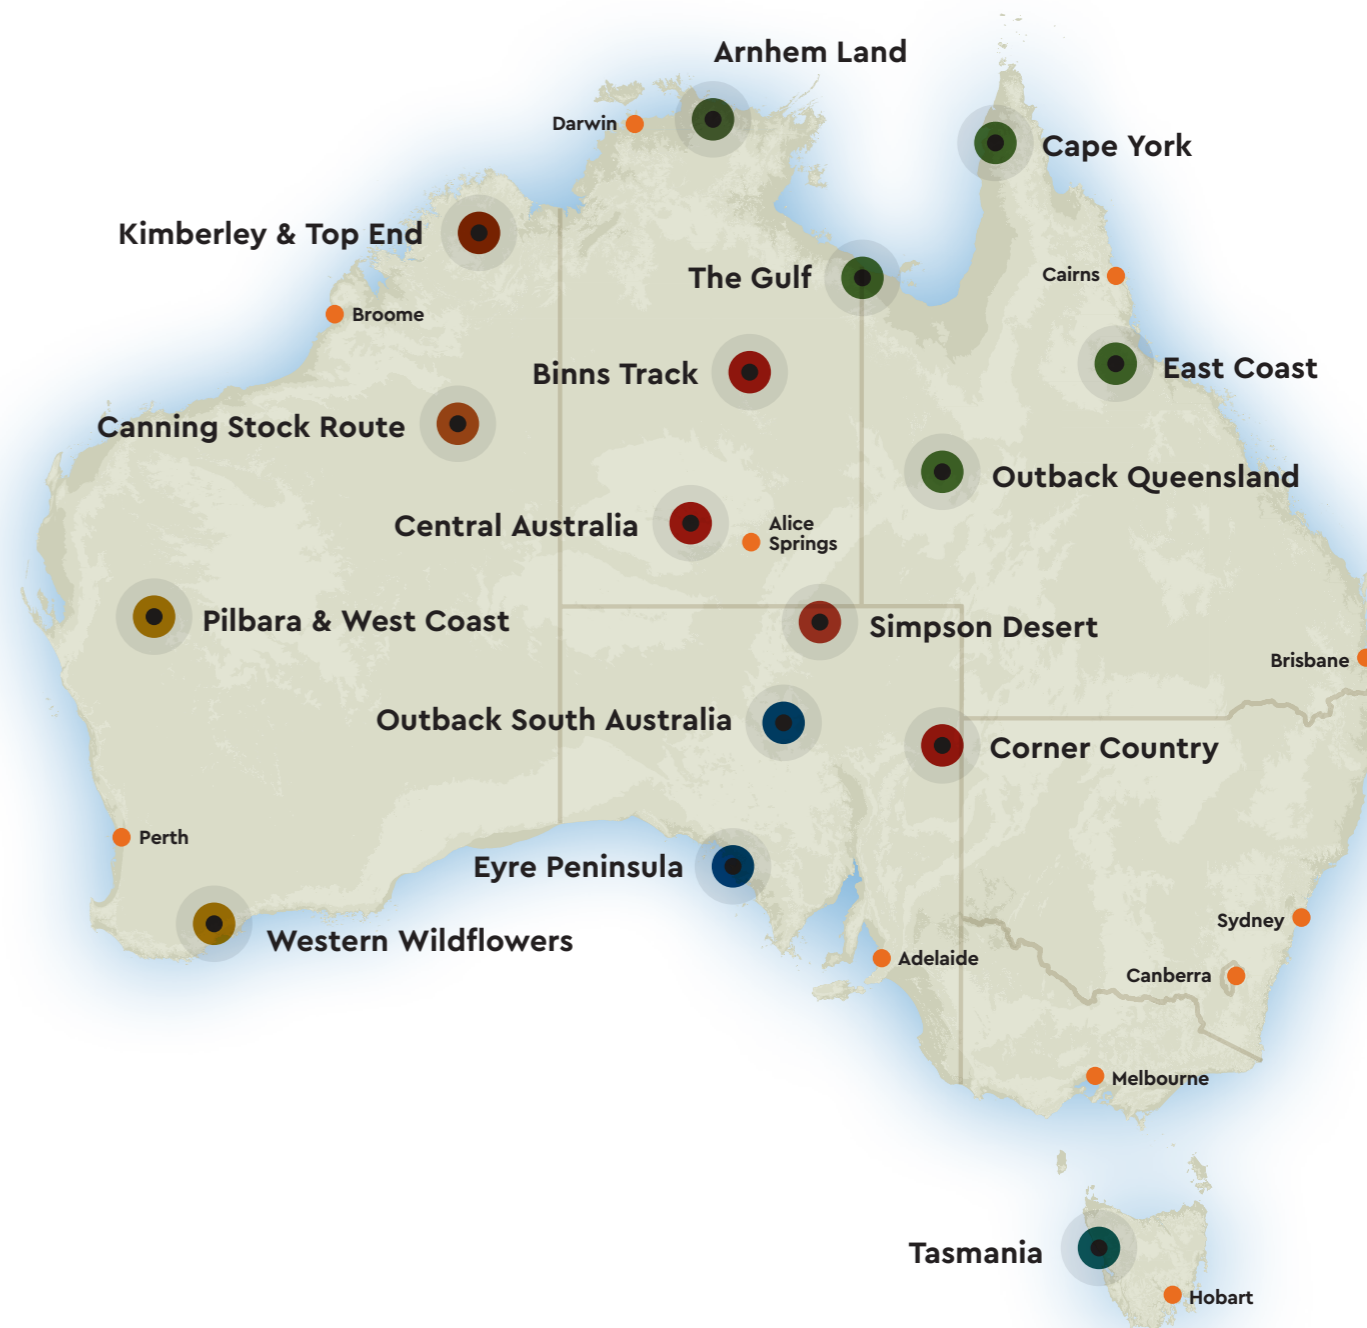 Arnhem Land
Darwin
Cape York
Kimberley & Top End
The Gulf
Cairns
Broome
Binns Track
East Coast
Canning Stock Route
Outback Queensland
Central Australia
Alice
Springs
Pilbara & West Coast
Simpson Desert
Brisbane
Outback South Australia
Corner Country
Perth
Eyre Peninsula
Sydney
Western Wildflowers
Adelaide
Canberra
Melbourne
Tasmania
Hobart